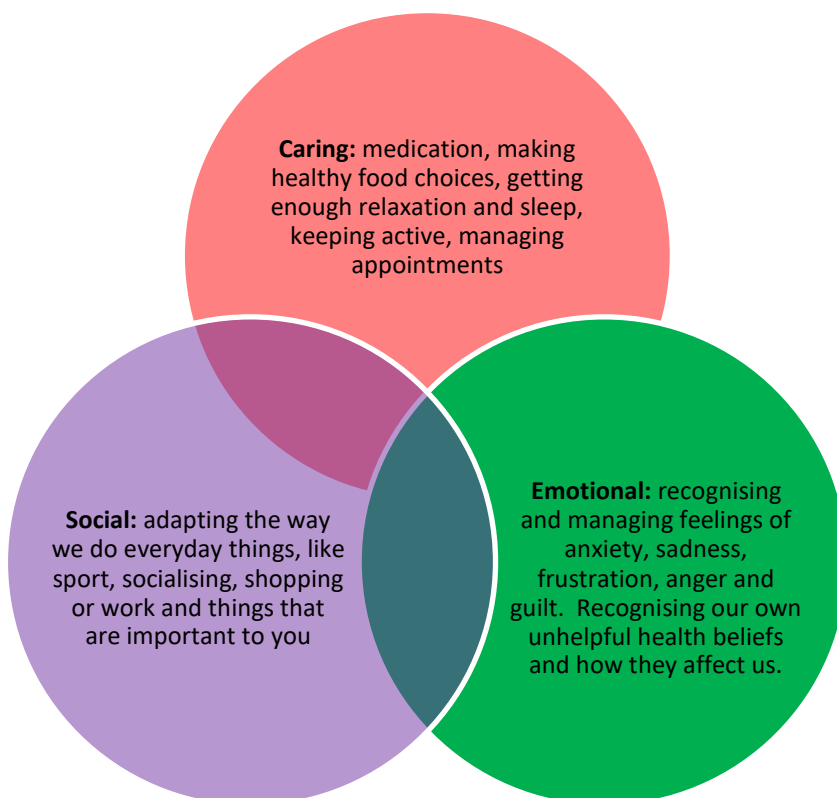 Caring: medication, making
healthy food choices, getting
enough relaxation and sleep,
keeping active, managing
appointments
Social: adapting the way
we do everyday things, like
sport, socialising, shopping
or work and things that
are important to you
Emotional: recognising
and managing feelings of
anxiety, sadness,
frustration, anger and
guilt.  Recognising our own
unhelpful health beliefs
and how they affect us.